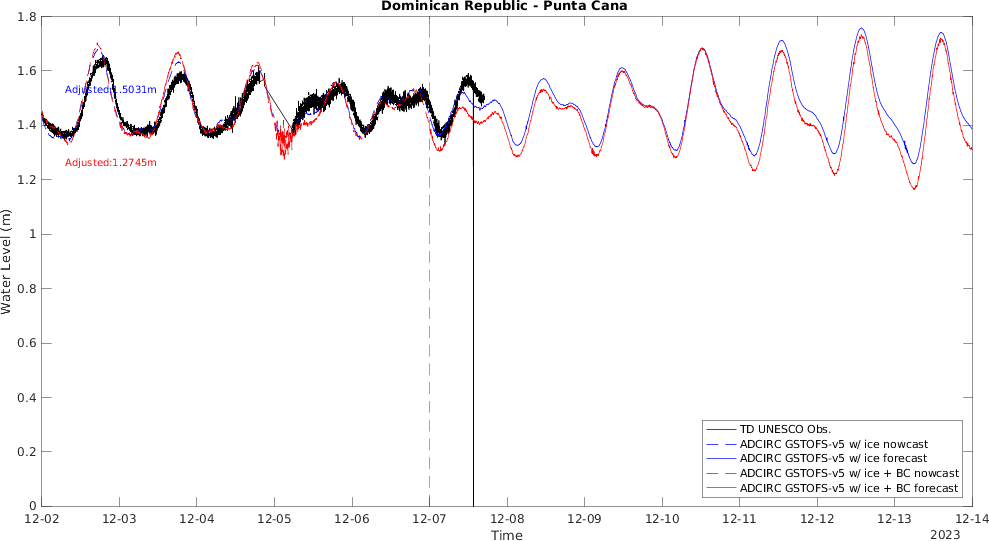 Dominican Republic - Punta Cana
Water Level (m)
1.8
1.6
1.4
1.2
1
0.8
0.6
0.4
0.2
0
Adjusted:1.5031m
Adjusted:1.2745m
TD UNESCO Obs.
ADCIRC GSTOFS-v5 w/ ice nowcast
ADCIRC GSTOFS-v5 w/ ice forecast
ADCIRC GSTOFS-v5 w/ ice + BC nowcast
ADCIRC GSTOFS-v5 w/ ice + BC forecast
12-02 12-03 12-04 12-05 12-06 12-07 12-08 12-09 12-10 12-11 12-12 12-13 12-14
Time
2023